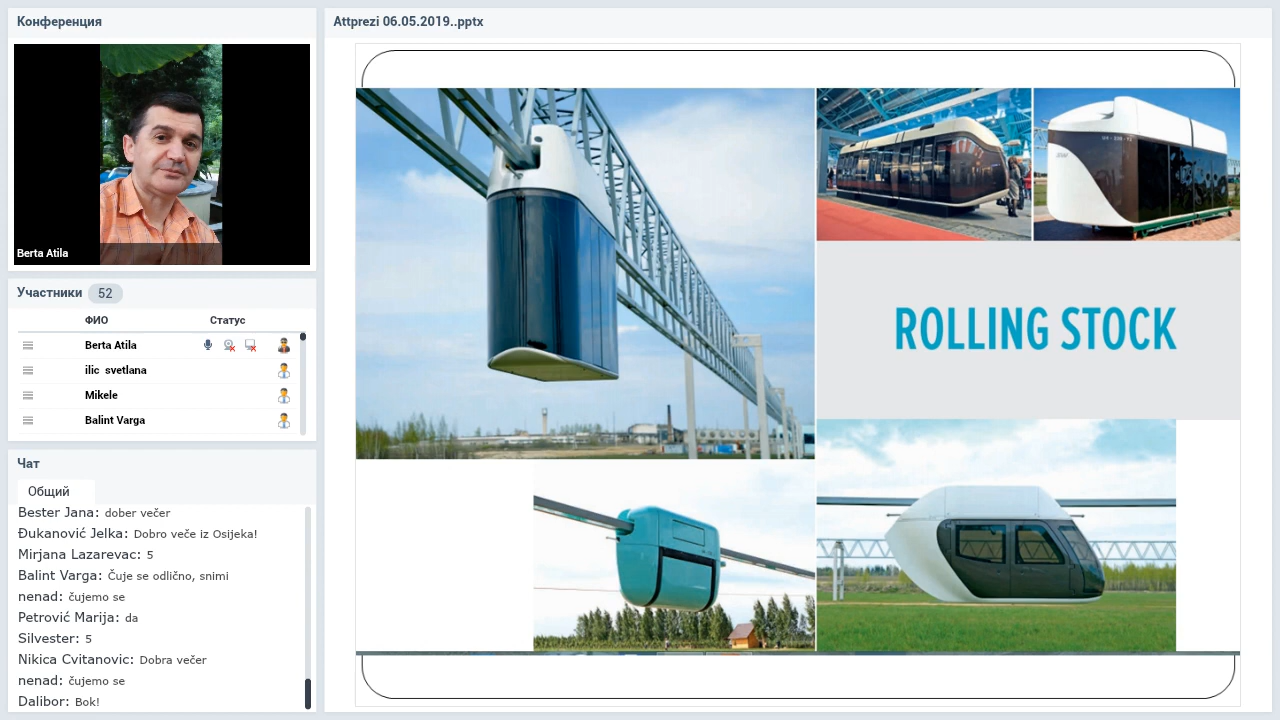 Конференция
Berta Atila
Участники 52
ФИО Статус
Berta Atila
ilic svetlana
Mikele
Balint Varga
Чат
Общий
Bester Jana: dober večer
Đukanović Jelka: Dobro veče iz Osijeka!
Mirjana Lazarevac: 5
Balint Varga: Čuje se odlično, snimi
nenad: čujemo se
Petrović Marija: da
Silvester: 5
Nikica Cvitanovic: Dobra večer
nenad: čujemo se
Dalibor: Bok!
Attprezi 06.05.2019..pptx
ROLLING STOCK